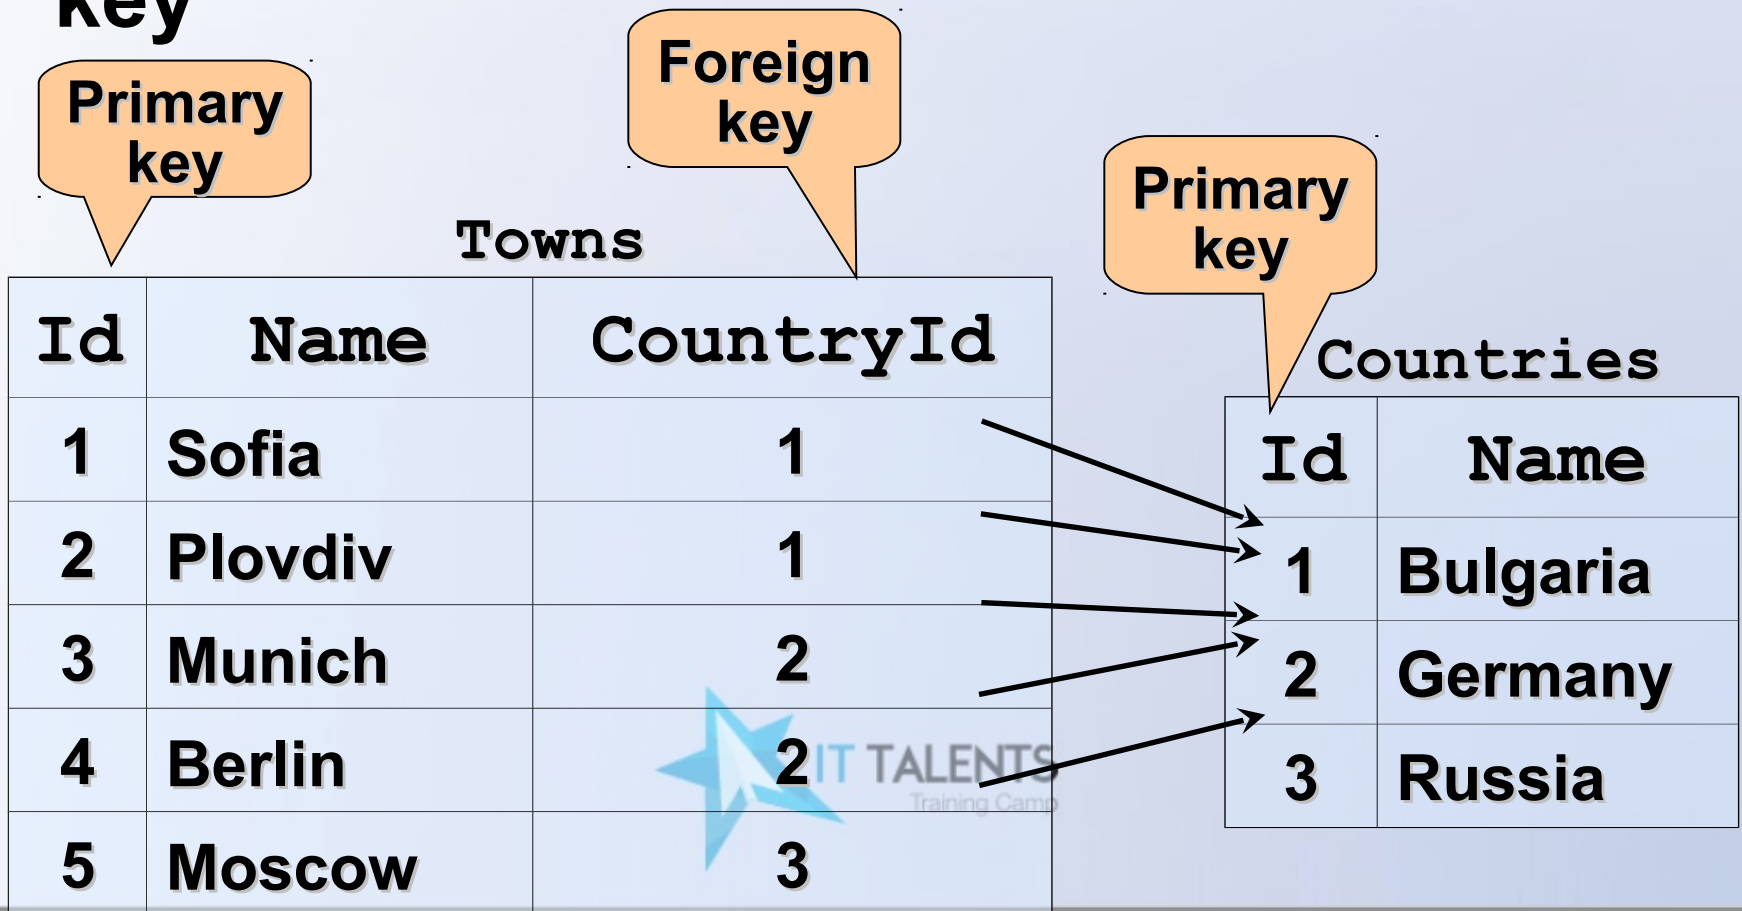 key
Primary
key
Foreign
key
Primary
key
Towns
Id Name CountryId
1 Sofia 1
2 Plovdiv 1
3 Munich 2
4 Berlin 2
5 Moscow 3
Countries
Id Name
1 Bulgaria
2 Germany
3 Russia
IT TALENTS
Training Camp